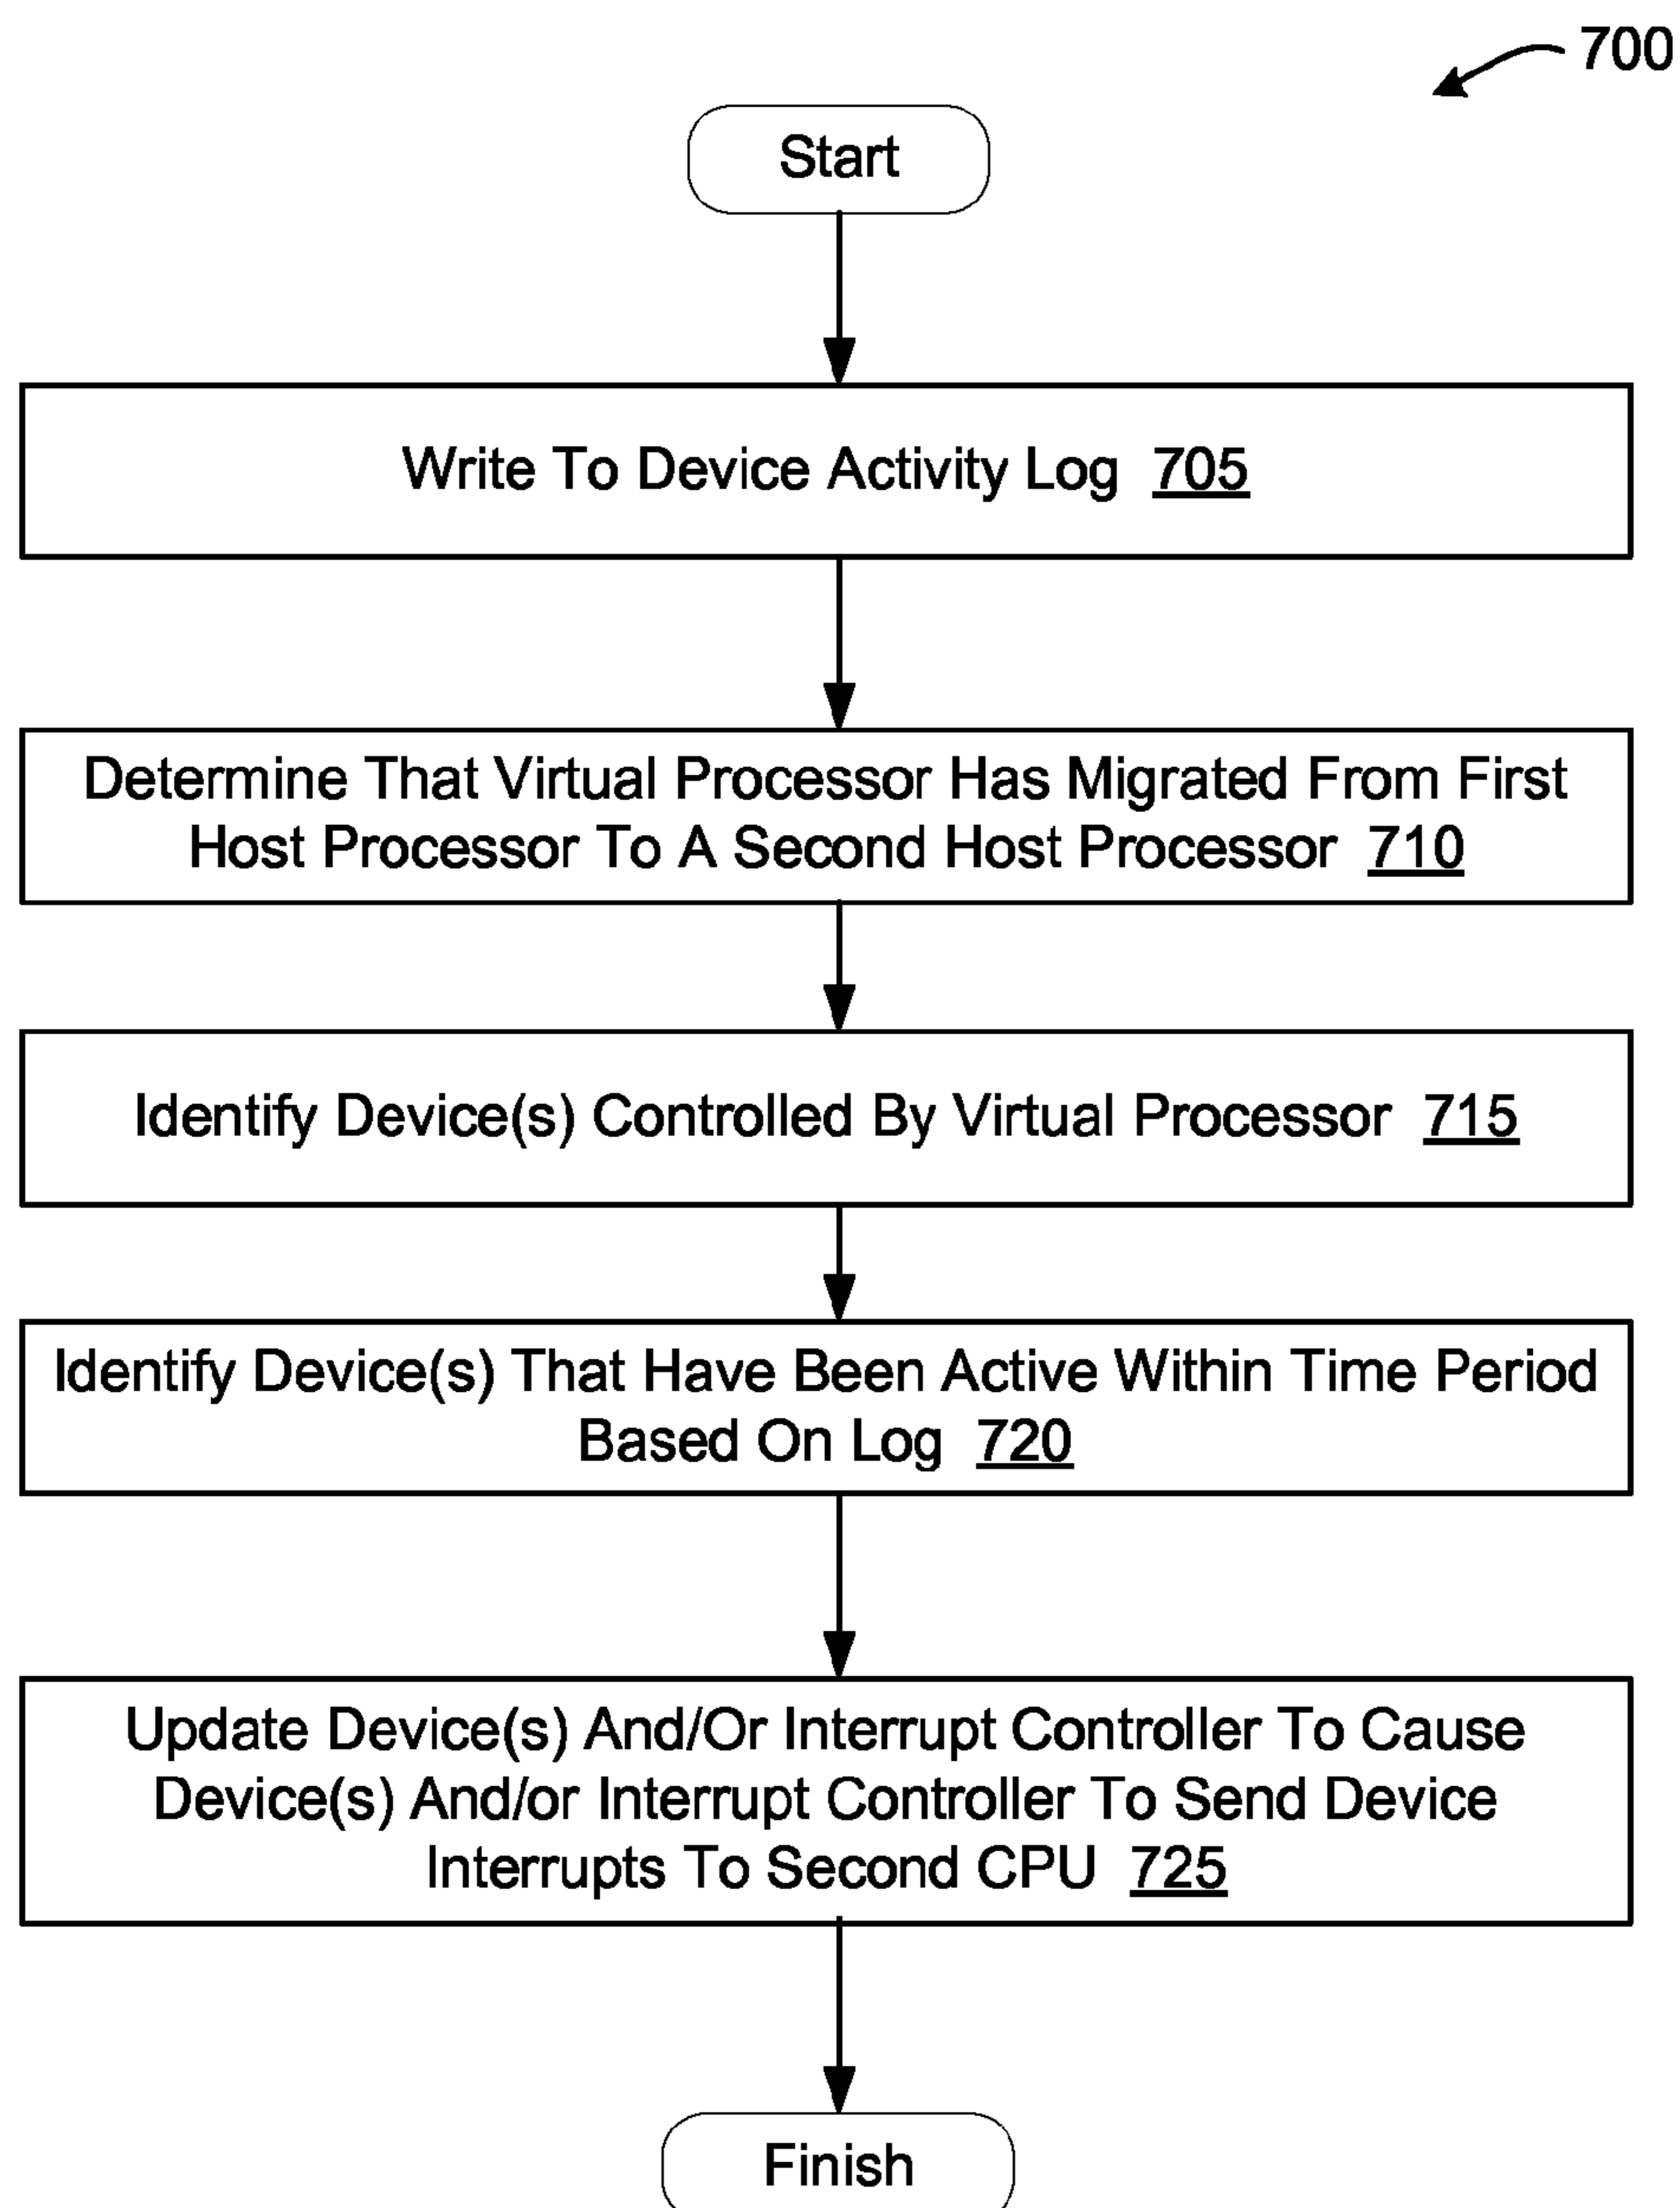 700
Start
Write To Device Activity Log 705
Determine That Virtual Processor Has Migrated From First
Host Processor To A Second Host Processor 710
Identify Device(s) Controlled By Virtual Processor 715
Identify Device(s) That Have Been Active Within Time Period
Based On Log 720
Update Device(s) And/Or Interrupt Controller To Cause
Device(s) And/or Interrupt Controller To Send Device
Interrupts To Second CPU 725
Finish